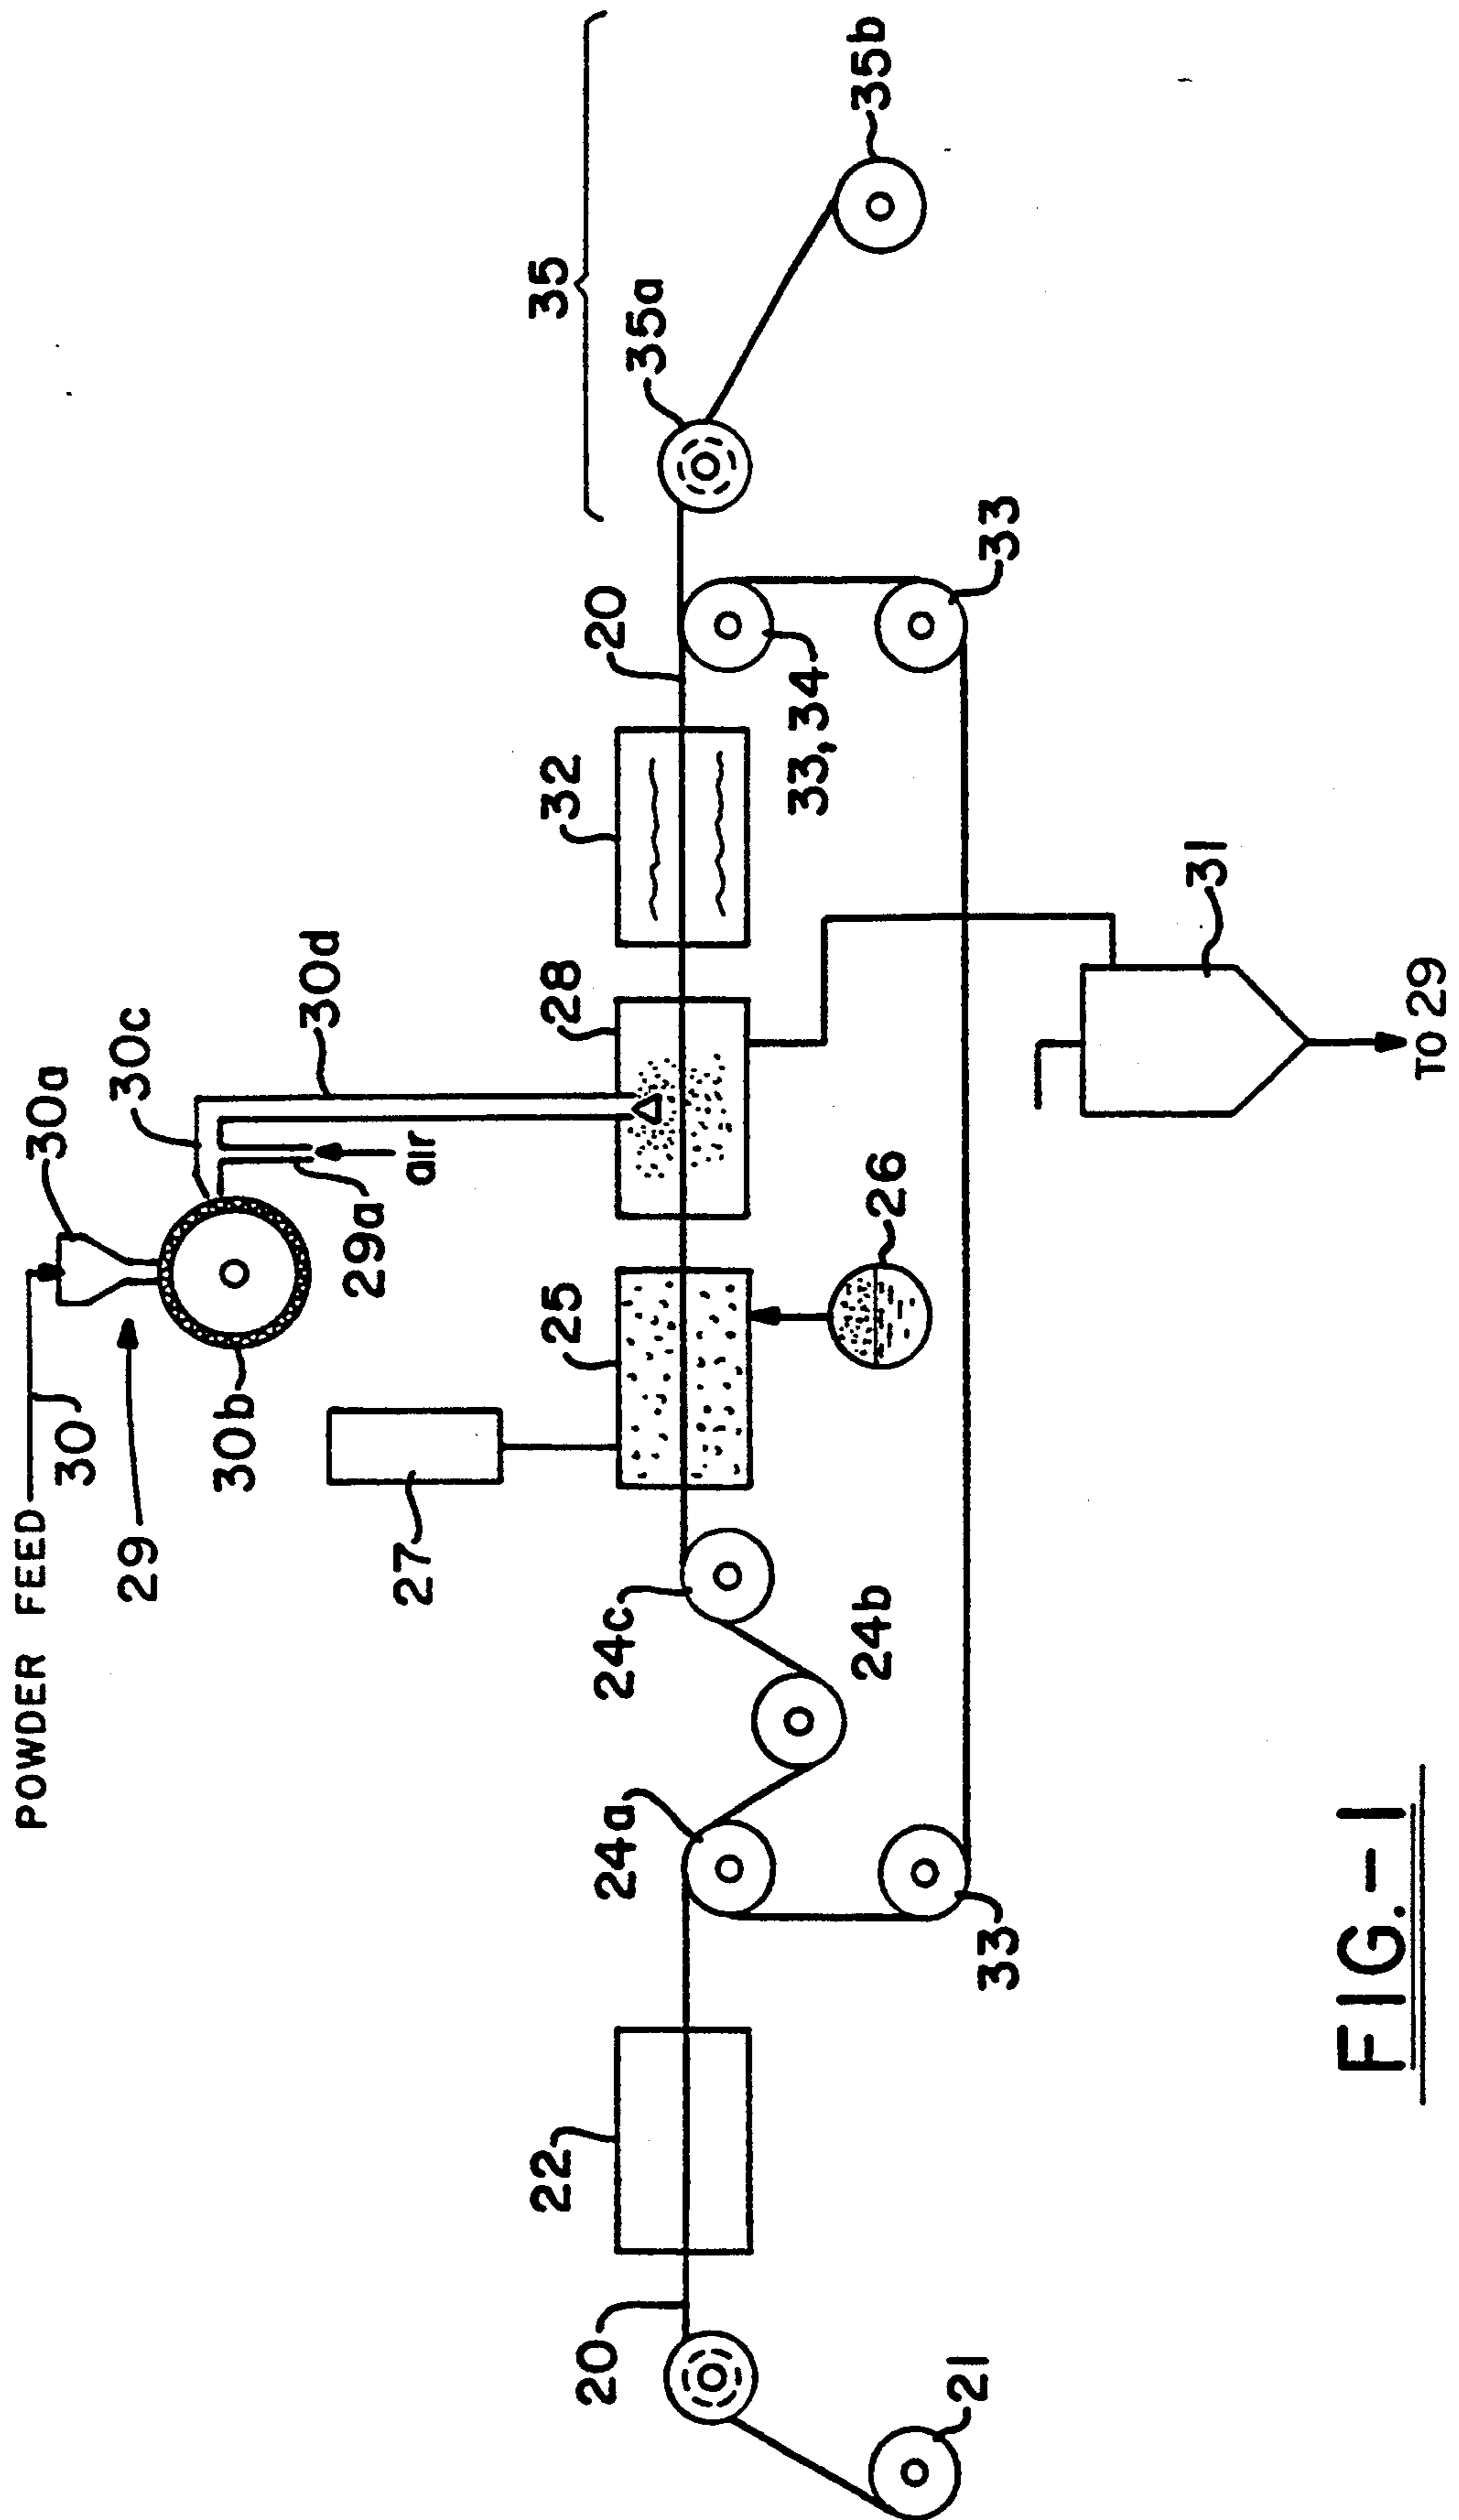 POWDER FEED
30
29
30a
30c
30d
30b
29a
air
27
35
20
22
24a
24c
25
28
32
20
35a
35b
24b
26
33,34
21
33
33
31
TO 29
FIG.-1